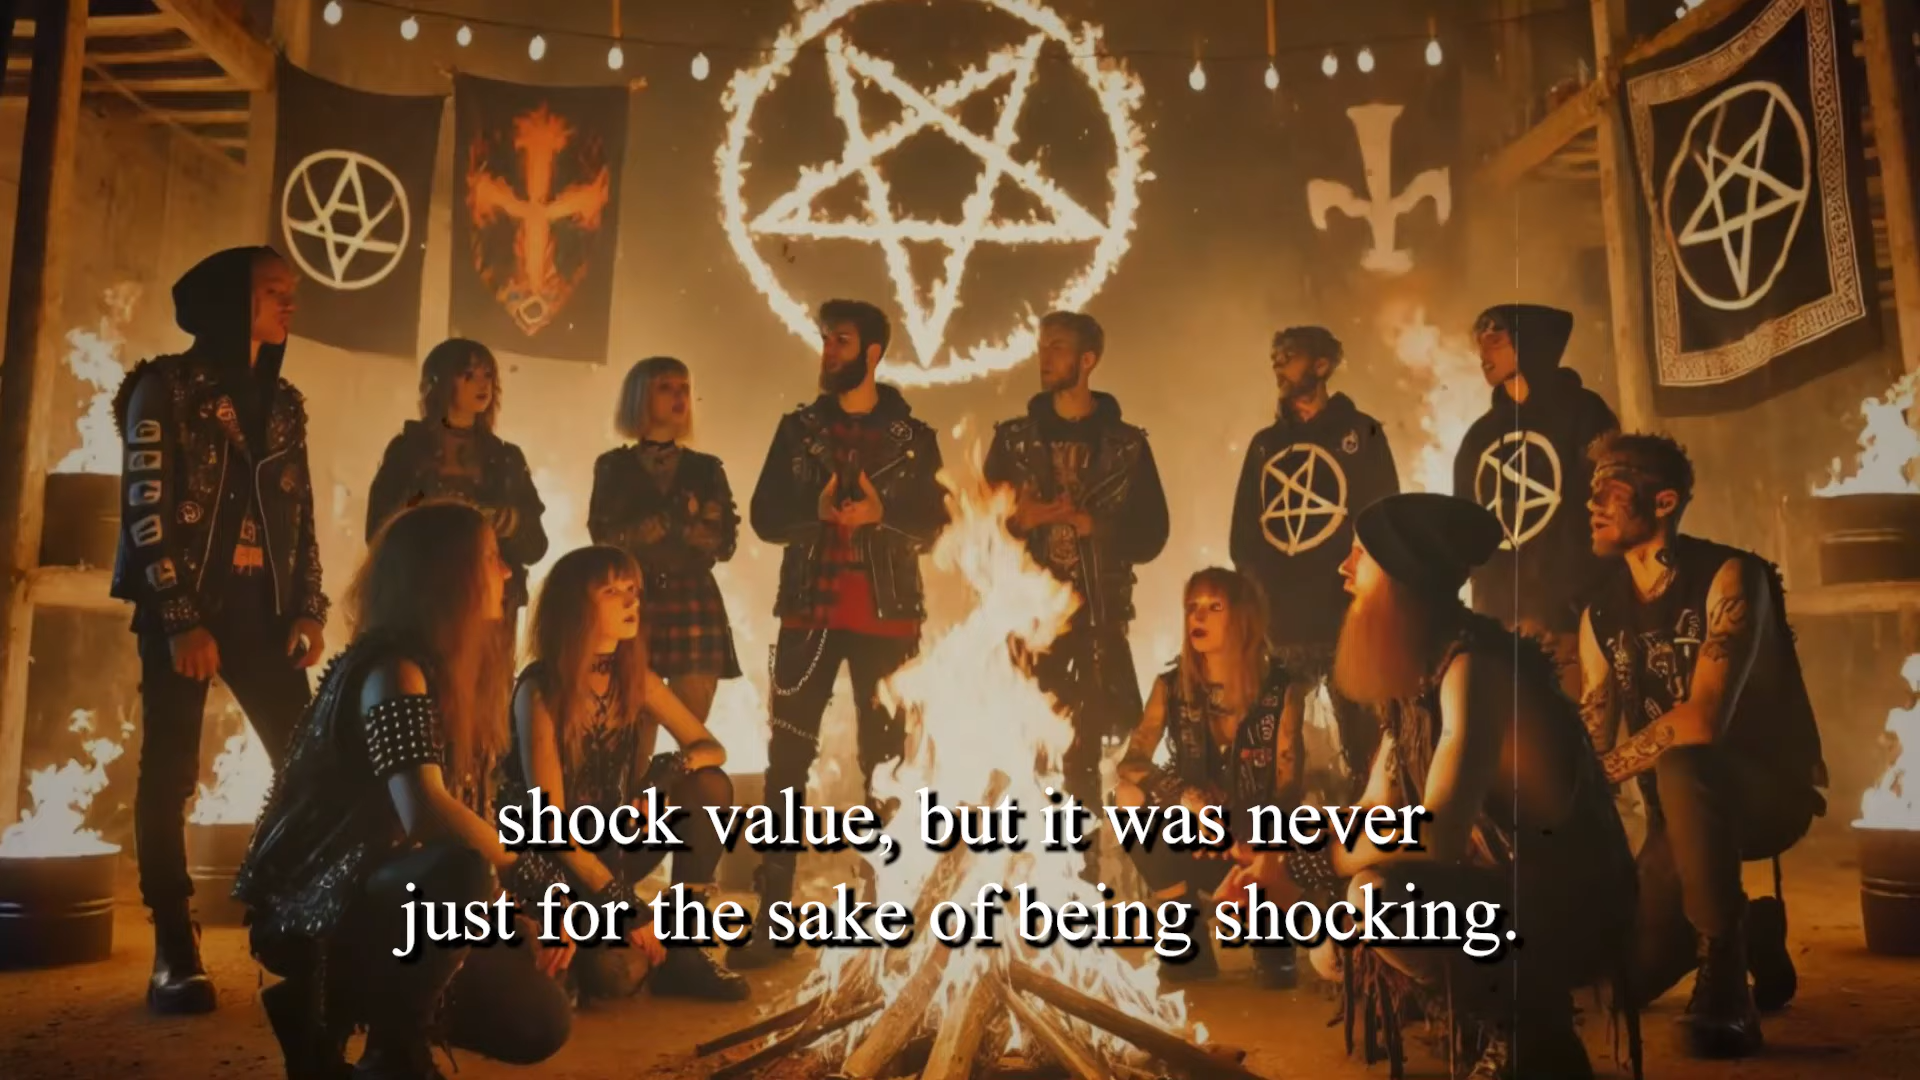 shock value, but it was never
just for the sake of being shocking.